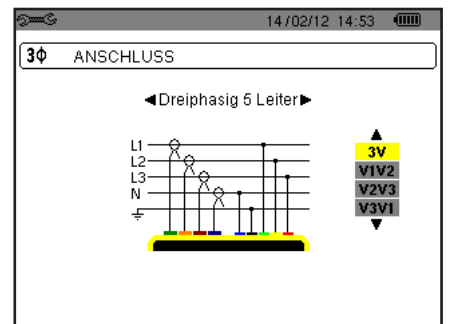 14/02/12 14:53
3Φ ANSCHLUSS
◄Dreiphasig 5 Leiter►
L1
L2
L3
N
3V
V1V2
V2V3
V3V1